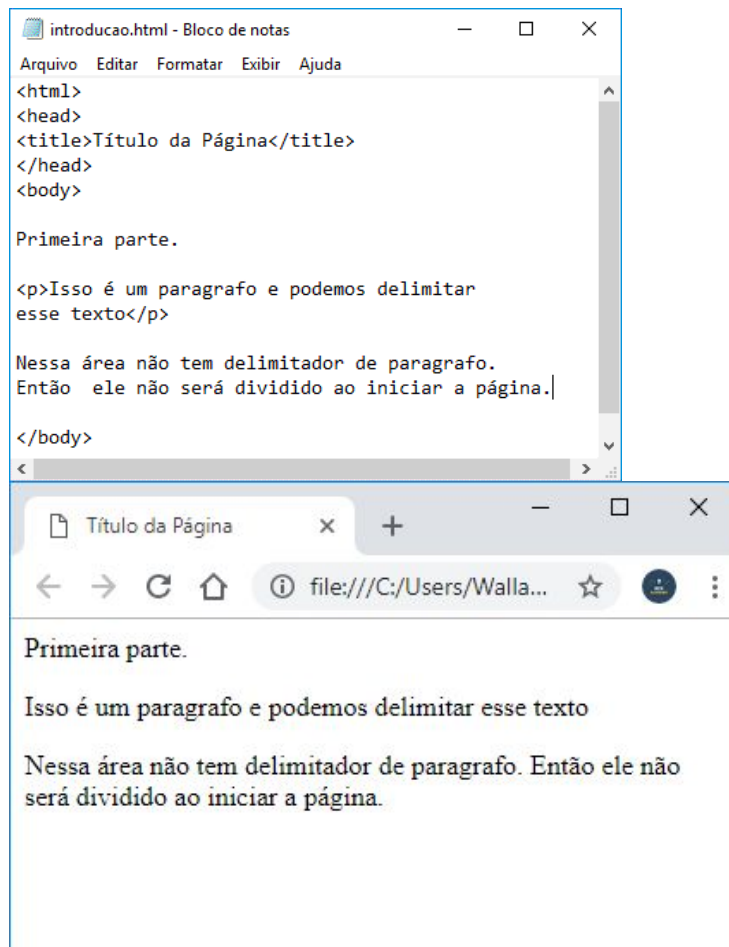 introducao.html - Bloco de notas
Arquivo Editar Formatar Exibir Ajuda
<html>
<head>
<title>Título da Página</title>
</head>
<body>
Primeira parte.
<p>Isso é um paragrafo e podemos delimitar
esse texto</p>
Nessa área não tem delimitador de paragrafo.
Então  ele não será dividido ao iniciar a página.
</body>
Título da Página
file:///C:/Users/Walla...
Primeira parte.
Isso é um paragrafo e podemos delimitar esse texto
Nessa área não tem delimitador de paragrafo. Então ele não
será dividido ao iniciar a página.